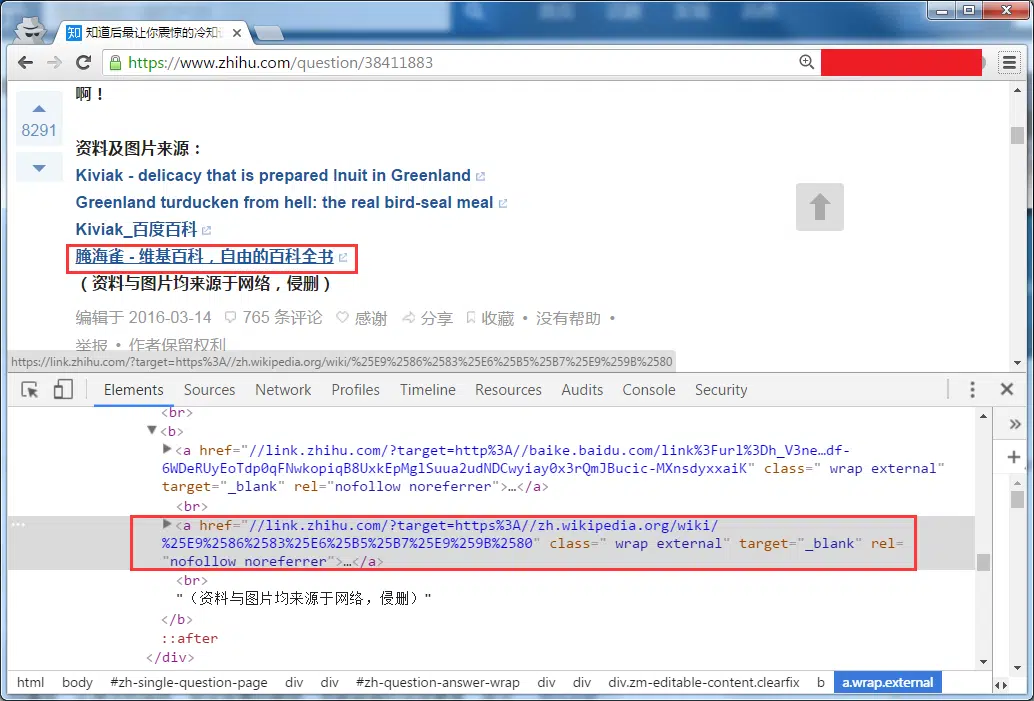 知道后最让你震惊的冷知
https://www.zhihu.com/question/38411883
啊！
8291
资料及图片来源：
Kiviak - delicacy that is prepared Inuit in Greenland
Greenland turducken from hell: the real bird-seal meal
Kiviak_百度百科
腌海雀 - 维基百科，自由的百科全书
（资料与图片均来源于网络，侵删）
编辑于 2016-03-14 765 条评论 感谢 分享 收藏 • 没有帮助 •
举报 • 作者保留权利
https://link.zhihu.com/?target=https%3A//zh.wikipedia.org/wiki/%25E9%2586%2583%25E6%25B5%25B7%25E9%259B%2580
Elements Sources Network Profiles Timeline Resources Audits Console Security
<br>
<b>
<a href="//link.zhihu.com/?target=http%3A//baike.baidu.com/link%3Furl%3Dh_V3ne…df-
6WDeRUyEoTdp0qFNwkopiqB8UxkEpMglSuua2udNDCwyiay0x3rQmJBucic-MXnsdyxxaiK" class=" wrap external"
target="_blank" rel="nofollow noreferrer">…</a>
<br>
<a href="//link.zhihu.com/?target=https%3A//zh.wikipedia.org/wiki/
%25E9%2586%2583%25E6%25B5%25B7%25E9%259B%2580" class=" wrap external" target="_blank" rel=
"nofollow noreferrer">…</a>
<br>
"（资料与图片均来源于网络，侵删）"
</b>
::after
</div>
html body #zh-single-question-page div div #zh-question-answer-wrap div div div.zm-editable-content.clearfix b a.wrap.external